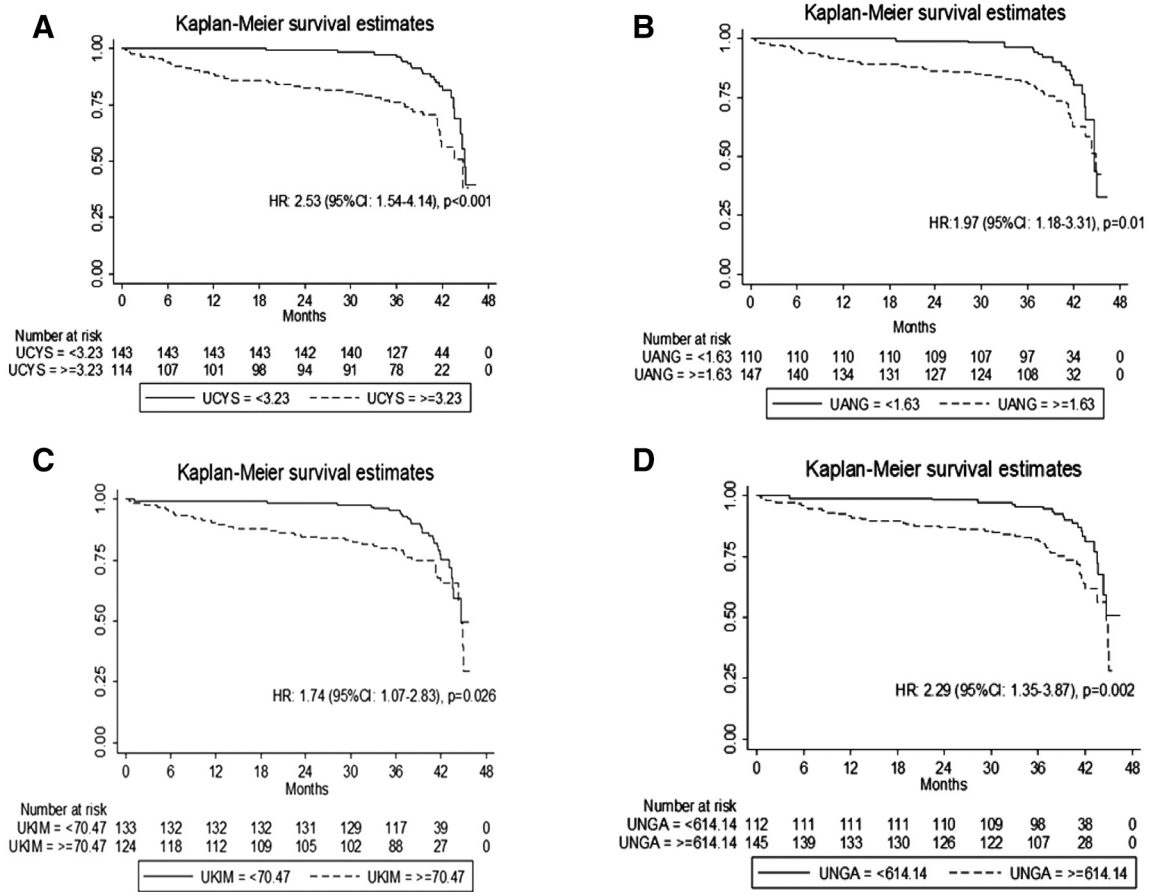 A
Kaplan-Meier survival estimates
1.00
0.75
0.50
0.25
0.00
HR: 2.53 (95%CI: 1.54-4.14), p<0.001
0 6 12 18 24 30 36 42 48
Months
Number at risk
UCYS = <3.23 143 143 143 143 142 140 127 44 0
UCYS = >=3.23 114 107 101 98 94 91 78 22 0
UCYS = <3.23 UCYS = >=3.23
B
Kaplan-Meier survival estimates
1.00
0.75
0.50
0.25
0.00
HR:1.97 (95%CI: 1.18-3.31), p=0.01
0 6 12 18 24 30 36 42 48
Months
Number at risk
UANG = <1.63 110 110 110 110 109 107 97 34 0
UANG = >=1.63 147 140 134 131 127 124 108 32 0
UANG = <1.63 UANG = >=1.63
C
Kaplan-Meier survival estimates
1.00
0.75
0.50
0.25
0.00
HR: 1.74 (95%CI: 1.07-2.83), p=0.026
0 6 12 18 24 30 36 42 48
Months
Number at risk
UKIM = <70.47 133 132 132 132 131 129 117 39 0
UKIM = >=70.47 124 118 112 109 105 102 88 27 0
UKIM = <70.47 UKIM = >=70.47
D
Kaplan-Meier survival estimates
1.00
0.75
0.50
0.25
0.00
HR: 2.29 (95%CI: 1.35-3.87), p=0.002
0 6 12 18 24 30 36 42 48
Months
Number at risk
UNGA = <614.14 112 111 111 111 110 109 98 38 0
UNGA = >=614.14 145 139 133 130 126 122 107 28 0
UNGA = <614.14 UNGA = >=614.14